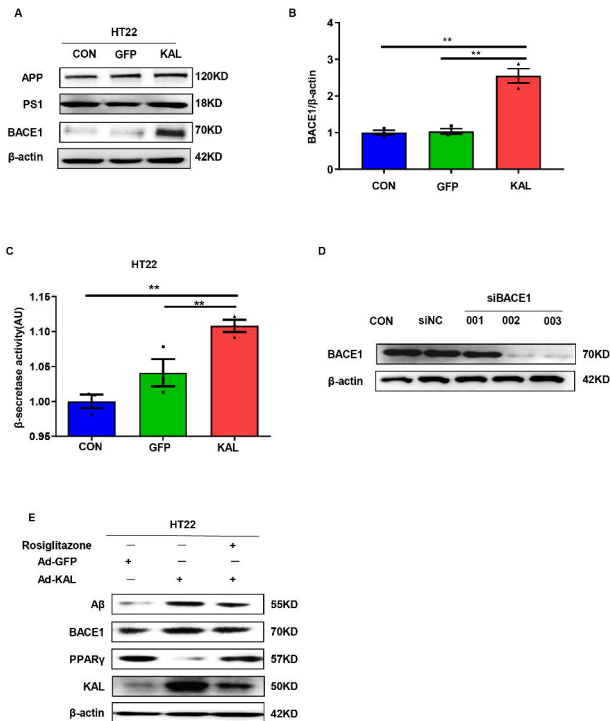 A
HT22
CON GFP KAL
APP 120KD
PS1 18KD
BACE1 70KD
β-actin 42KD
B
BACE1/β-actin
4
3
2
1
0
** 
**
CON GFP KAL
C
HT22
β-secretase activity(AU)
1.15
1.10
1.05
1.00
0.95
**
**
CON GFP KAL
D
siBACE1
CON siNC 001 002 003
BACE1 70KD
β-actin 42KD
E
HT22
Rosiglitazone — — +
Ad-GFP + — —
Ad-KAL — + +
Aβ 55KD
BACE1 70KD
PPARγ 57KD
KAL 50KD
β-actin 42KD